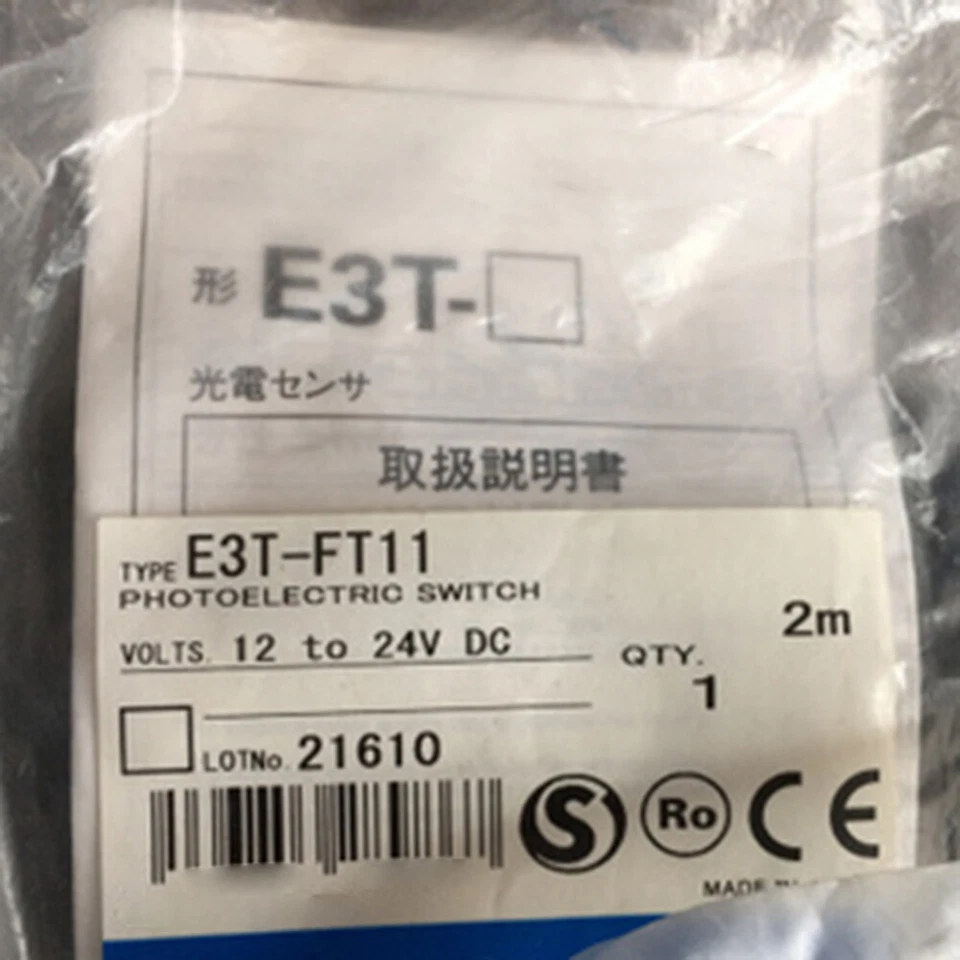 形 E3T-□
光電センサ
取扱説明書
TYPE E3T-FT11
PHOTOELECTRIC SWITCH
2m
VOLTS. 12 to 24V DC
QTY.
1
LOTNo. 21610
S Ro CE
MADE